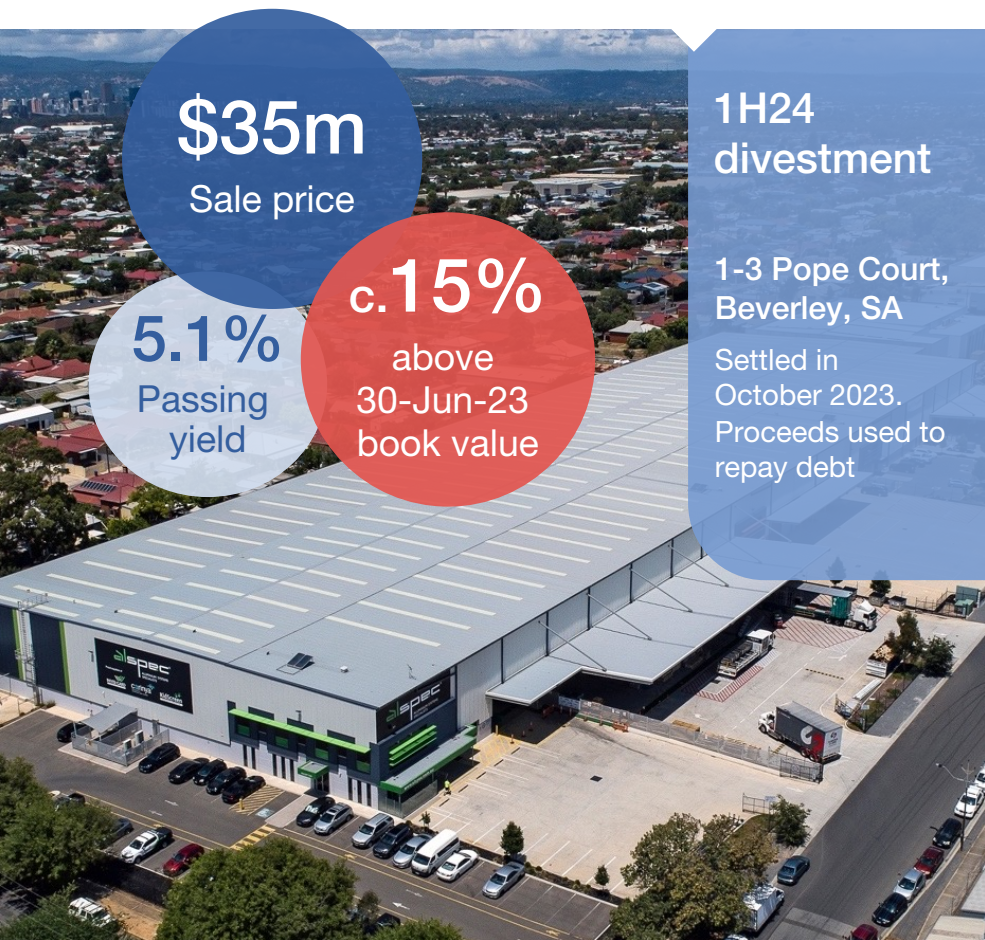 $35m
Sale price
c.15%
above
30-Jun-23
book value
5.1%
Passing
yield
1H24
divestment
1-3 Pope Court,
Beverley, SA
Settled in
October 2023.
Proceeds used to
repay debt
alspec
alspec